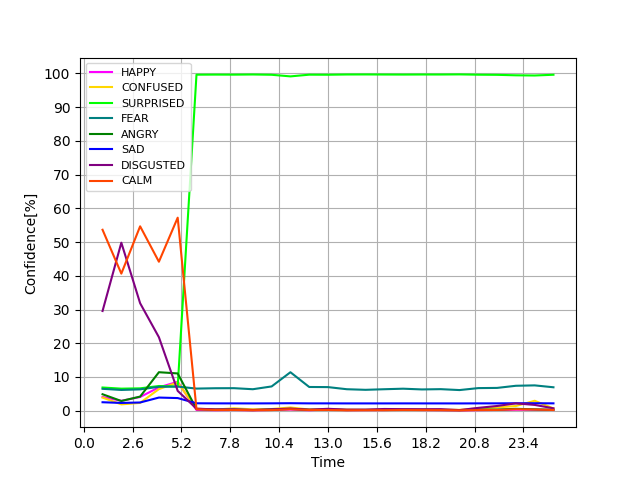 HAPPY
CONFUSED
SURPRISED
FEAR
ANGRY
SAD
DISGUSTED
CALM
100
90
80
70
60
50
40
30
20
10
0
Confidence[%]
0.0 2.6 5.2 7.8 10.4 13.0 15.6 18.2 20.8 23.4
Time